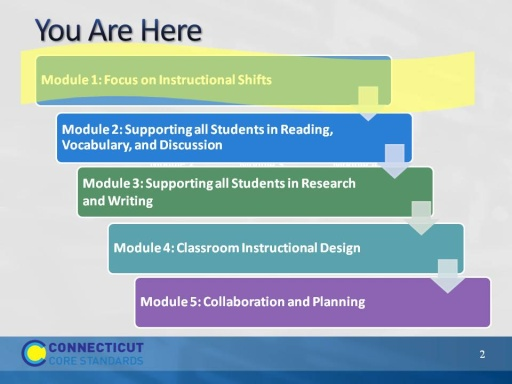 You Are Here
Module 1: Focus on Instructional Shifts
Module 2: Supporting all Students in Reading,
Vocabulary, and Discussion
Module 3: Supporting all Students in Research
and Writing
Module 4: Classroom Instructional Design
Module 5: Collaboration and Planning
CONNECTICUT
CORE STANDARDS
2